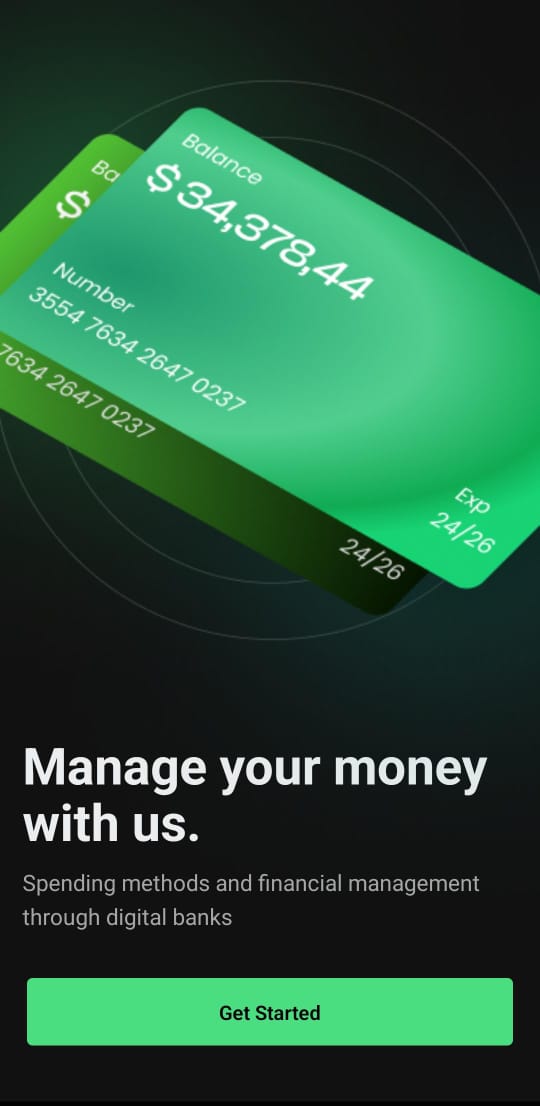 Balance
$34,378,44
Number
3554 7634 2647 0237
Exp
24/26
Ba
$
7634 2647 0237
24/26
Manage your money
with us.
Spending methods and financial management
through digital banks
Get Started